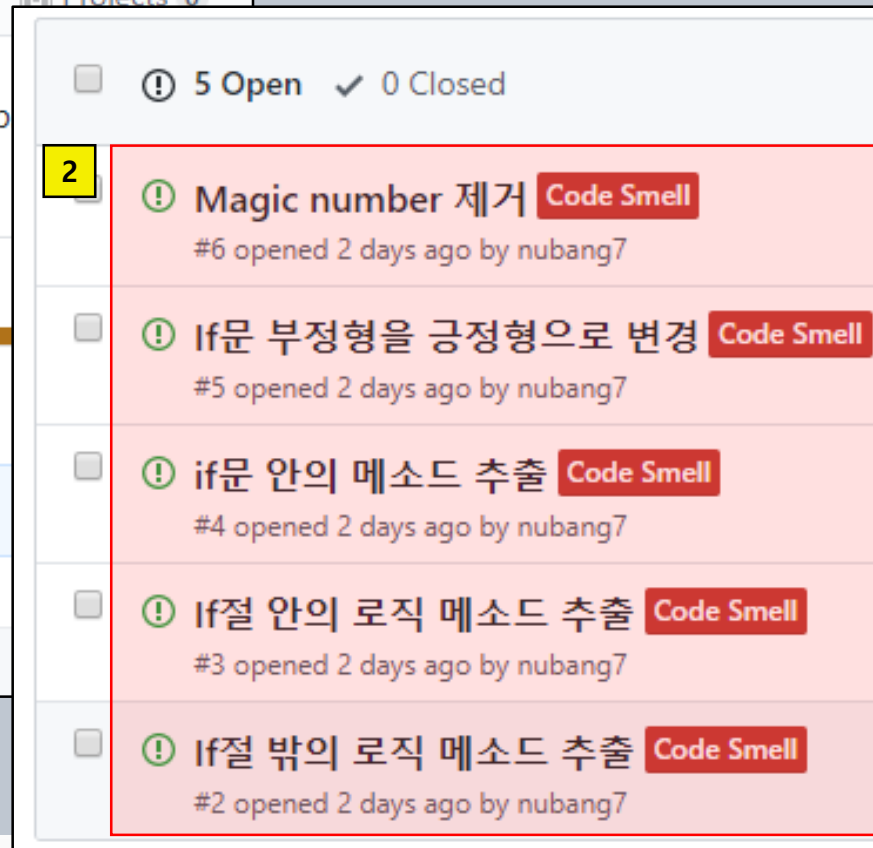 Projects 0
5 Open 0 Closed
2
Magic number 제거 Code Smell
#6 opened 2 days ago by nubang7
If문 부정형을 긍정형으로 변경 Code Smell
#5 opened 2 days ago by nubang7
if문 안의 메소드 추출 Code Smell
#4 opened 2 days ago by nubang7
If절 안의 로직 메소드 추출 Code Smell
#3 opened 2 days ago by nubang7
If절 밖의 로직 메소드 추출 Code Smell
#2 opened 2 days ago by nubang7